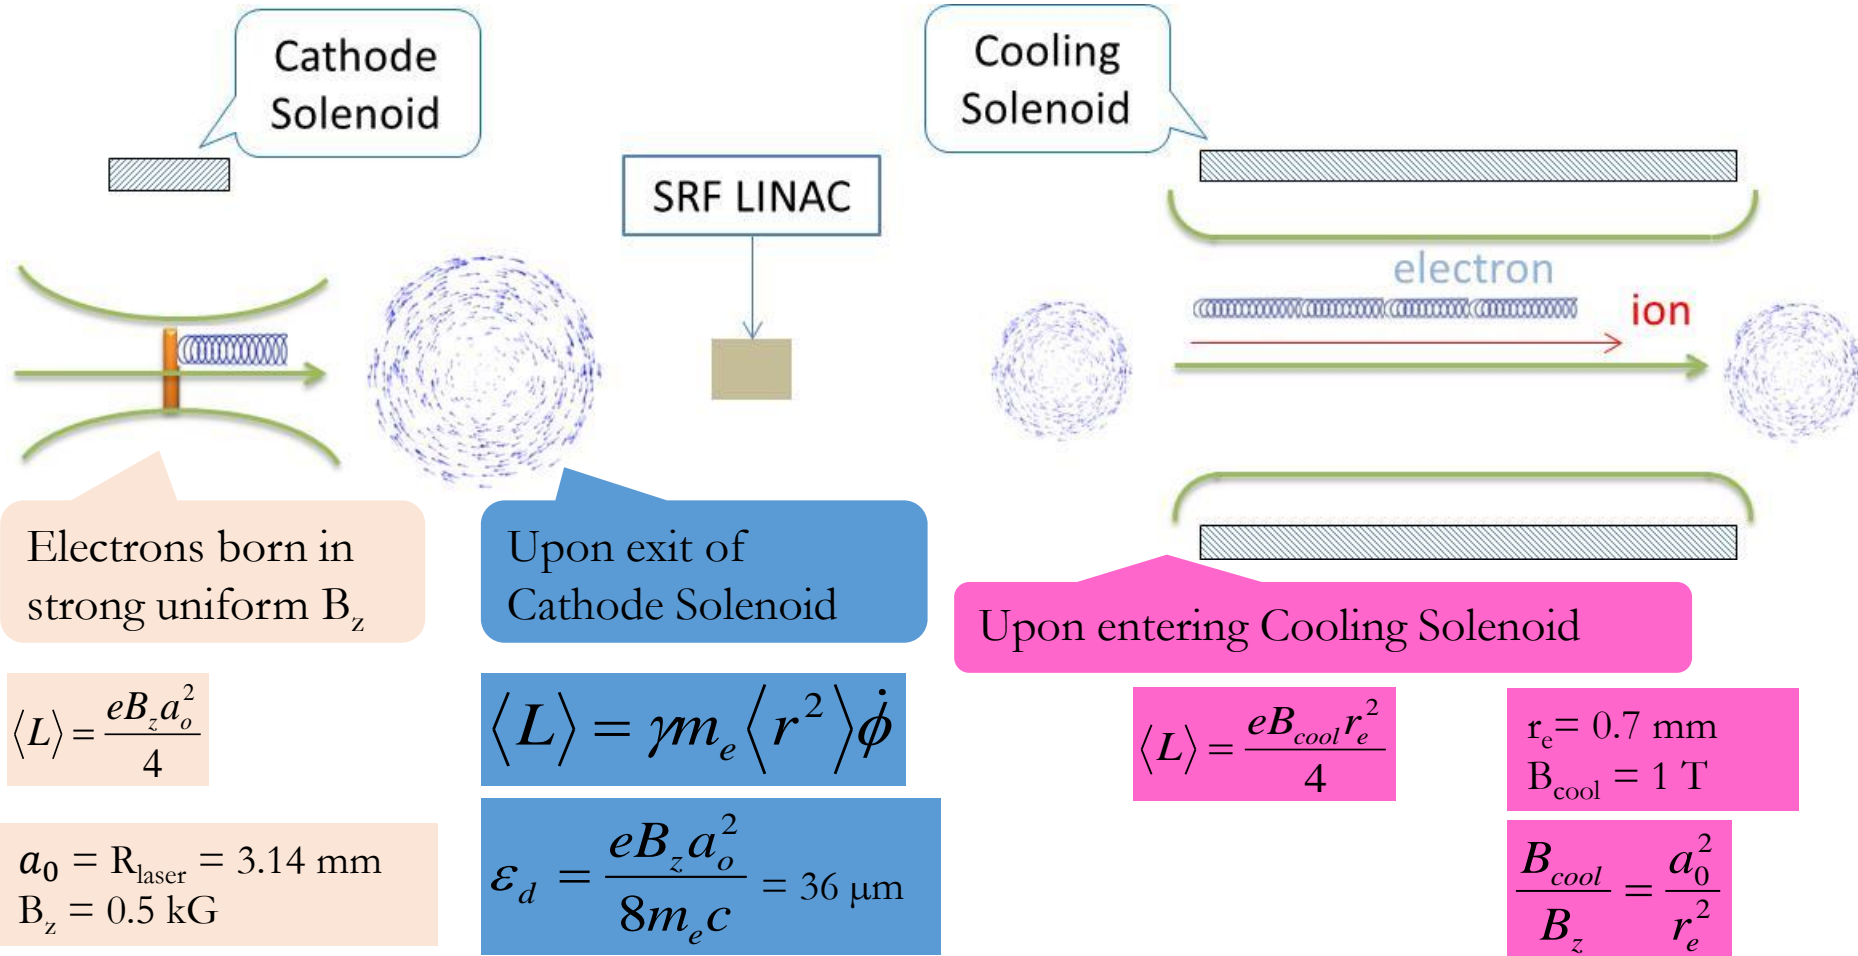 Cathode
Solenoid
Cooling
Solenoid
SRF LINAC
electron
ion
Electrons born in
strong uniform B_z
Upon exit of
Cathode Solenoid
Upon entering Cooling Solenoid
⟨L⟩ = eB_z a_o^2 / 4
⟨L⟩ = γm_e ⟨r^2⟩ φ̇
⟨L⟩ = eB_cool r_e^2 / 4
r_e = 0.7 mm
B_cool = 1 T
a_0 = R_laser = 3.14 mm
B_z = 0.5 kG
ε_d = eB_z a_o^2 / 8m_e c = 36 μm
B_cool / B_z = a_0^2 / r_e^2